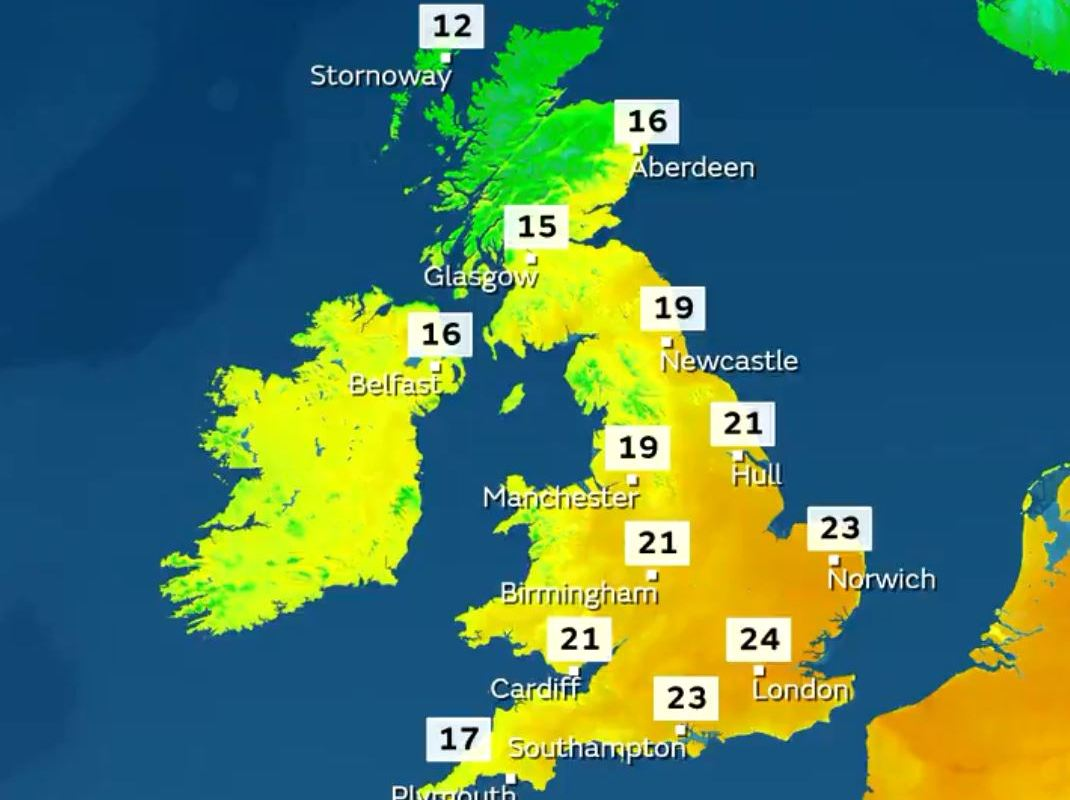 12
Stornoway
16
Aberdeen
15
Glasgow
19
Newcastle
16
Belfast
21
Hull
19
Manchester
23
Norwich
21
Birmingham
21
Cardiff
24
London
23
Southampton
17
Plymouth